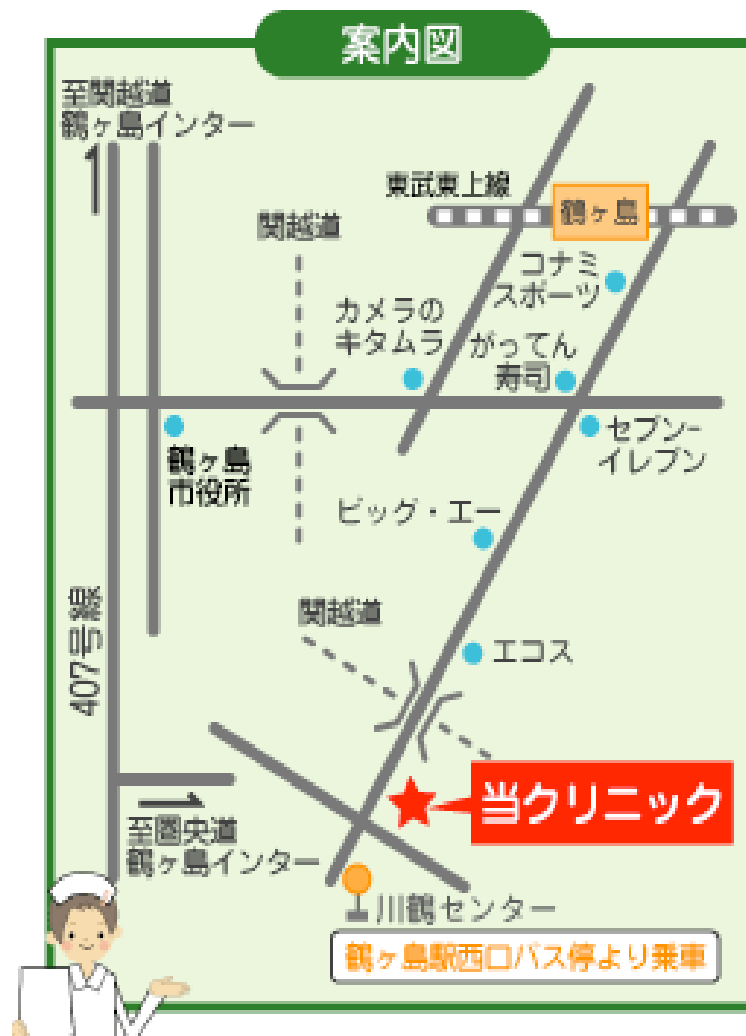 案内図
至関越道
鶴ヶ島インター
東武東上線
鶴ヶ島
関越道
コナミ
スポーツ
カメラの
キタムラ
がってん
寿司
セブン-
イレブン
鶴ヶ島
市役所
ビッグ・エー
407号線
関越道
エコス
当クリニック
至圏央道
鶴ヶ島インター
川鶴センター
鶴ヶ島駅西口バス停より乗車